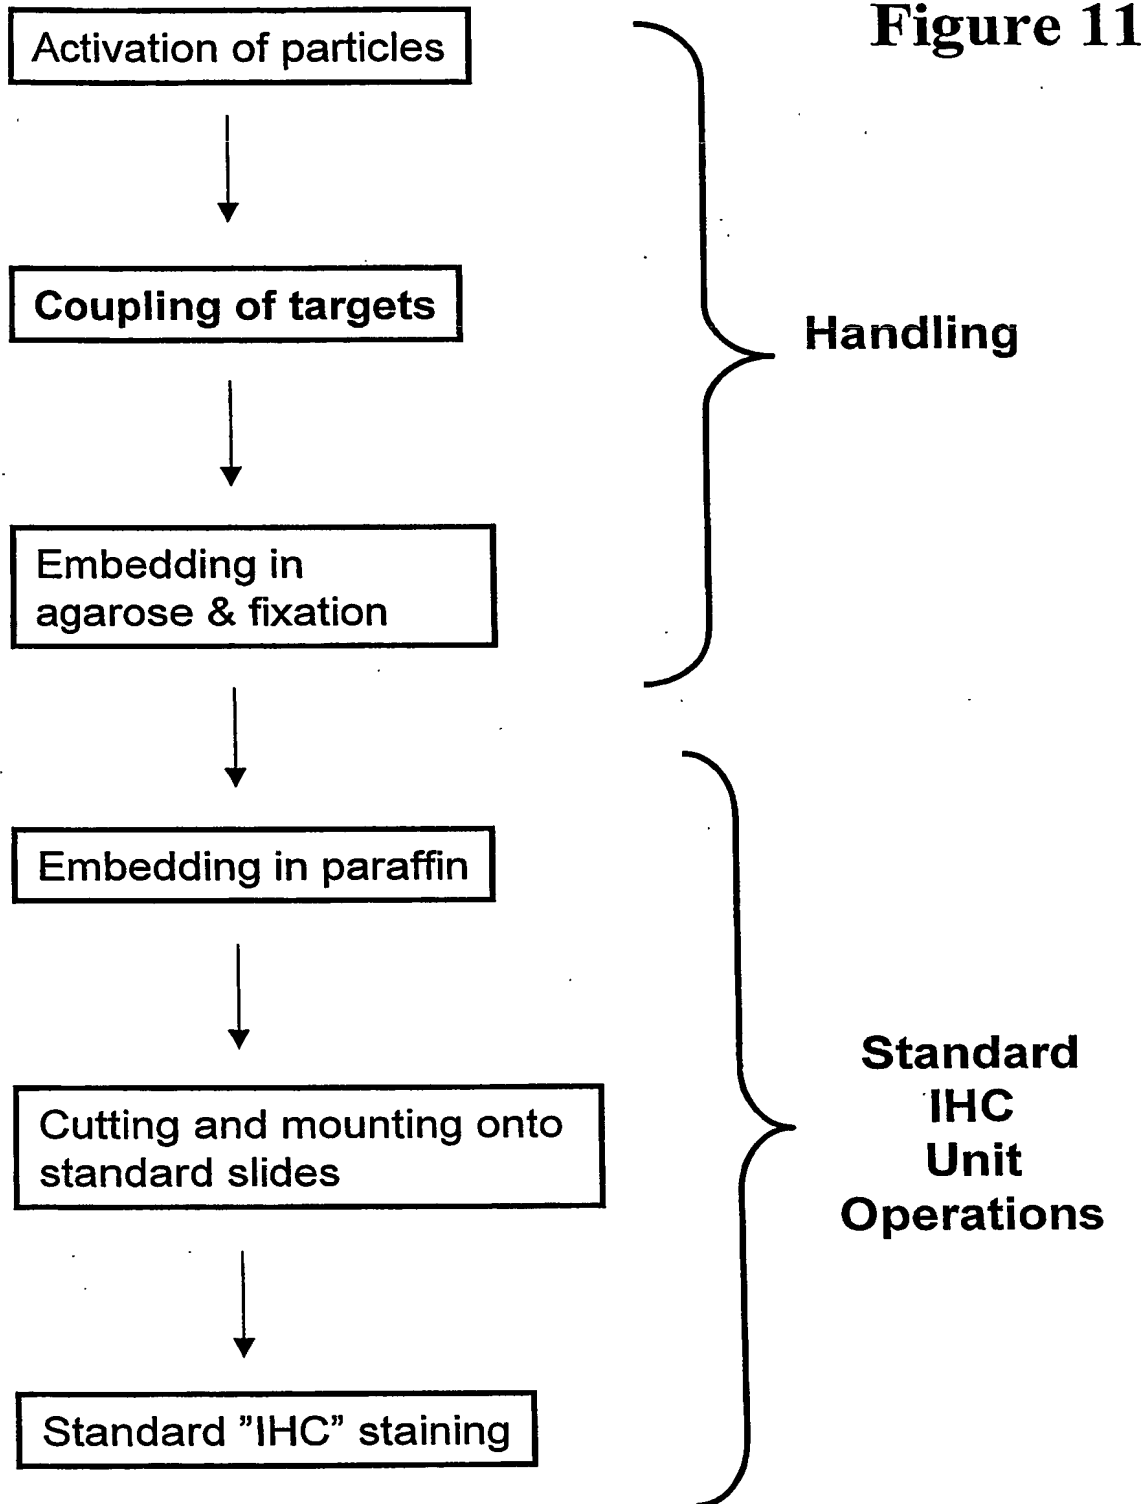 Figure 11
Activation of particles
Coupling of targets
Handling
Embedding in
agarose & fixation
Embedding in paraffin
Cutting and mounting onto
standard slides
Standard
IHC
Unit
Operations
Standard ”IHC” staining